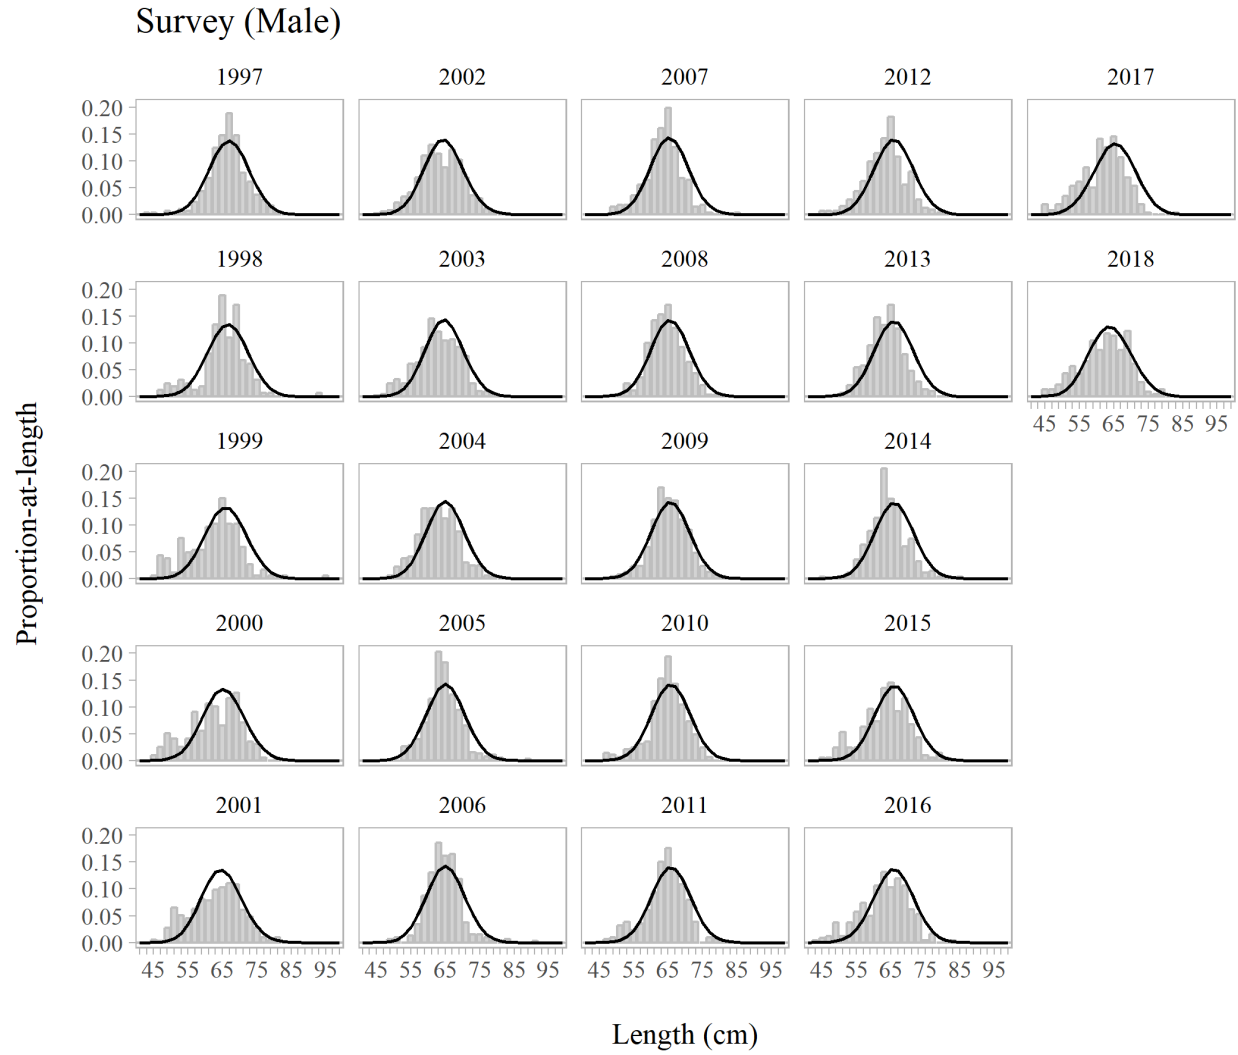 Survey (Male)
1997 2002 2007 2012 2017
0.20
0.15
0.10
0.05
0.00
1998 2003 2008 2013 2018
0.20
0.15
0.10
0.05
0.00
45 55 65 75 85 95
1999 2004 2009 2014
0.20
0.15
0.10
0.05
0.00
2000 2005 2010 2015
0.20
0.15
0.10
0.05
0.00
2001 2006 2011 2016
0.20
0.15
0.10
0.05
0.00
45 55 65 75 85 95 45 55 65 75 85 95 45 55 65 75 85 95 45 55 65 75 85 95
Length (cm)
Proportion-at-length